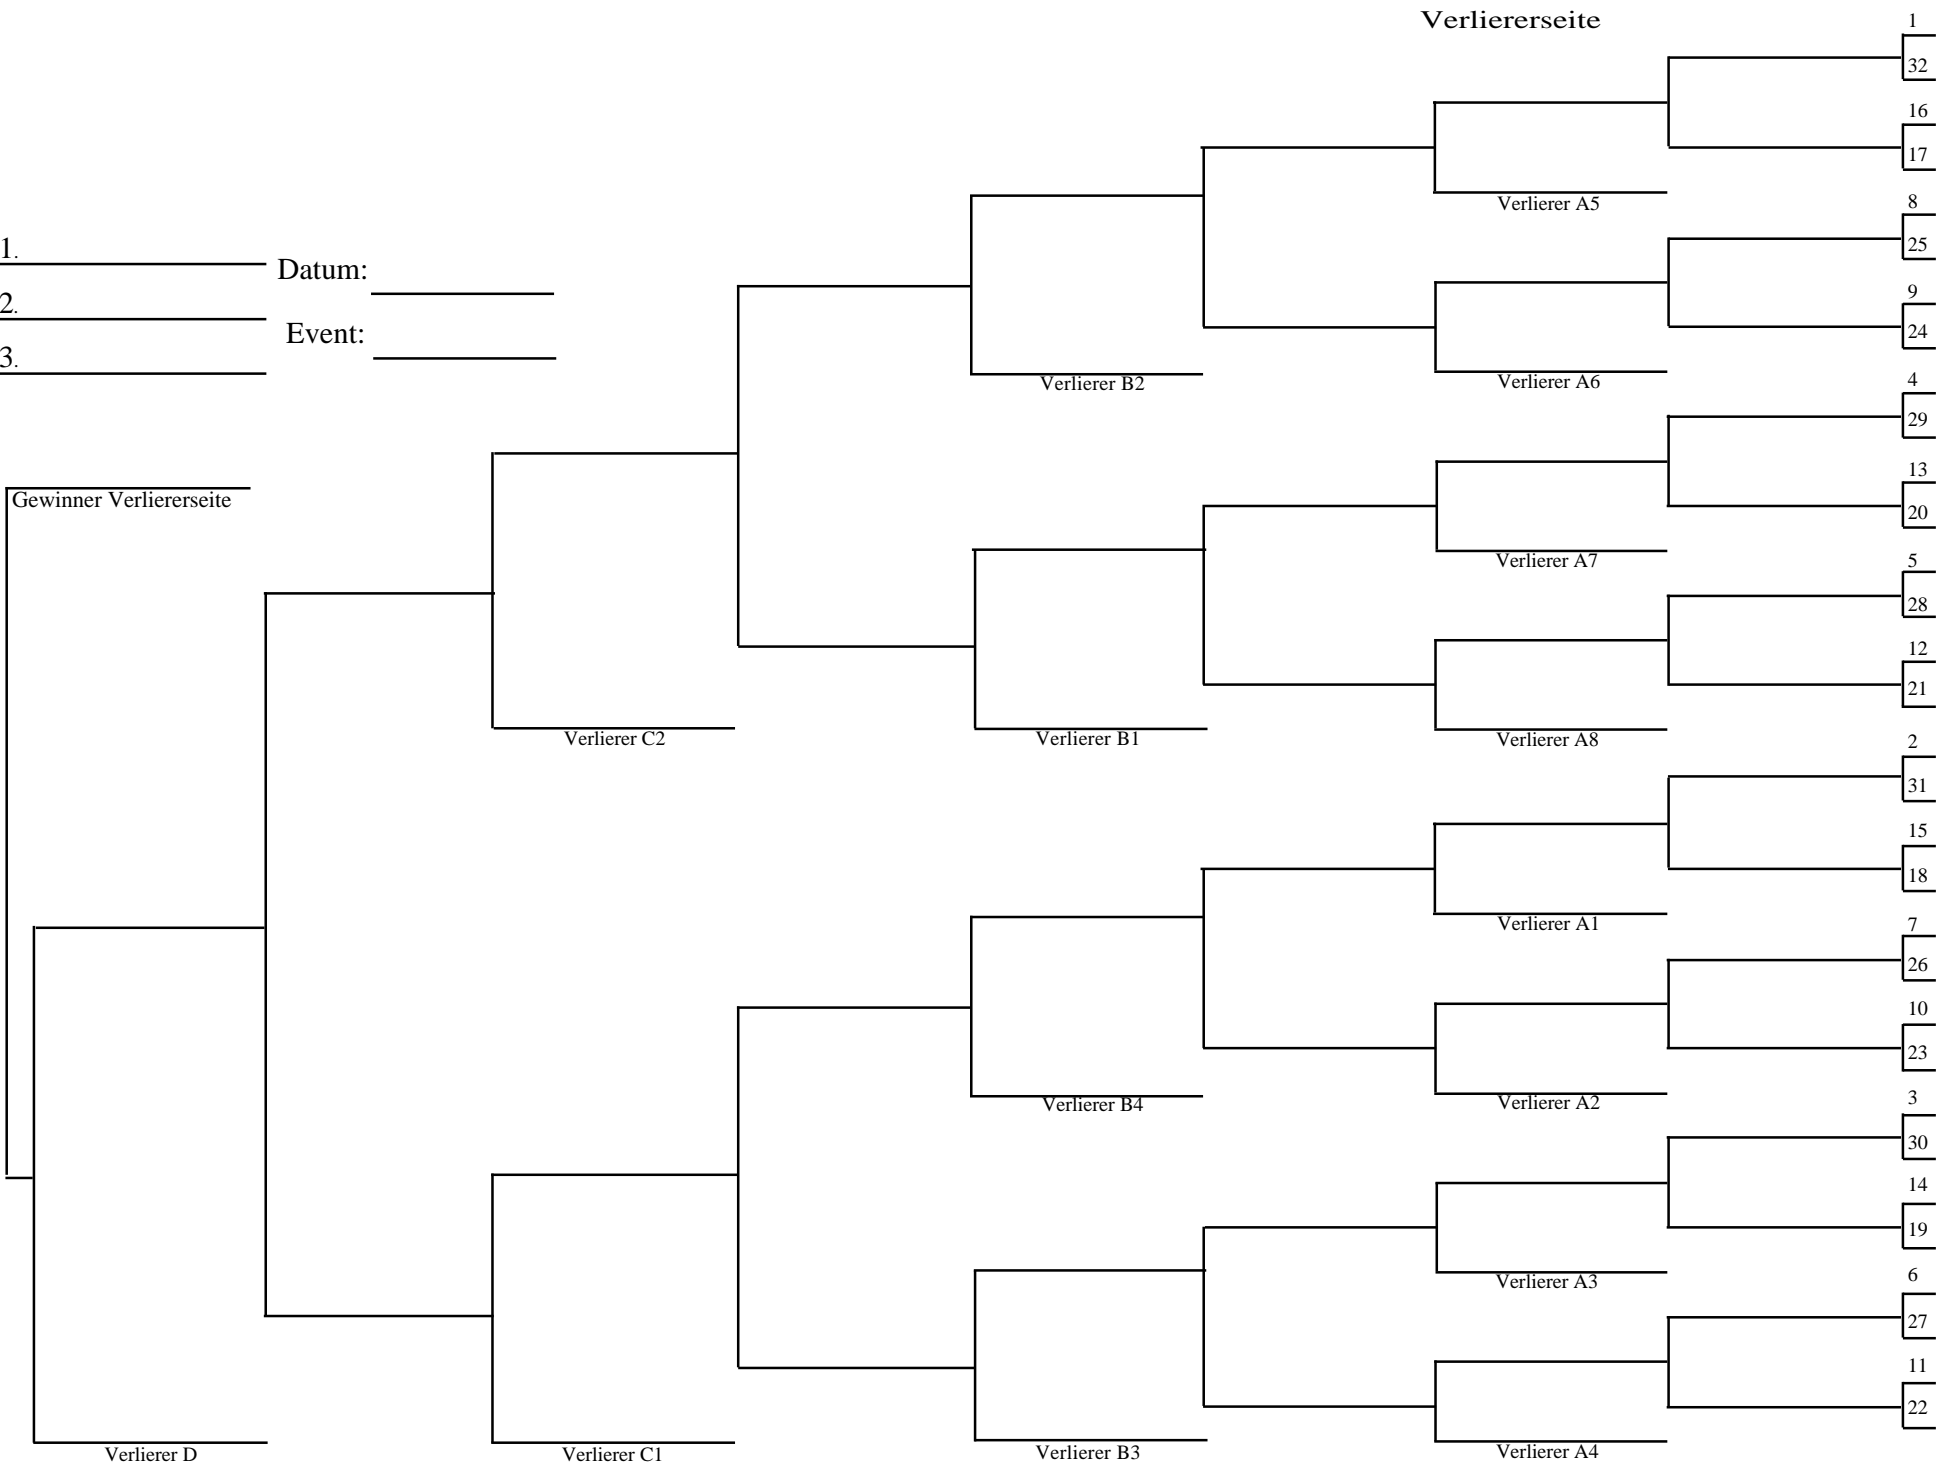 Verliererseite
1
32
16
17
Verlierer A5
8
25
1.
Datum:
9
24
2.
Event:
3.
Verlierer B2
Verlierer A6
4
29
13
20
Gewinner Verliererseite
Verlierer A7
5
28
12
21
Verlierer C2
Verlierer B1
Verlierer A8
2
31
15
18
Verlierer A1
7
26
10
23
Verlierer B4
Verlierer A2
3
30
14
19
Verlierer A3
6
27
11
22
Verlierer D
Verlierer C1
Verlierer B3
Verlierer A4